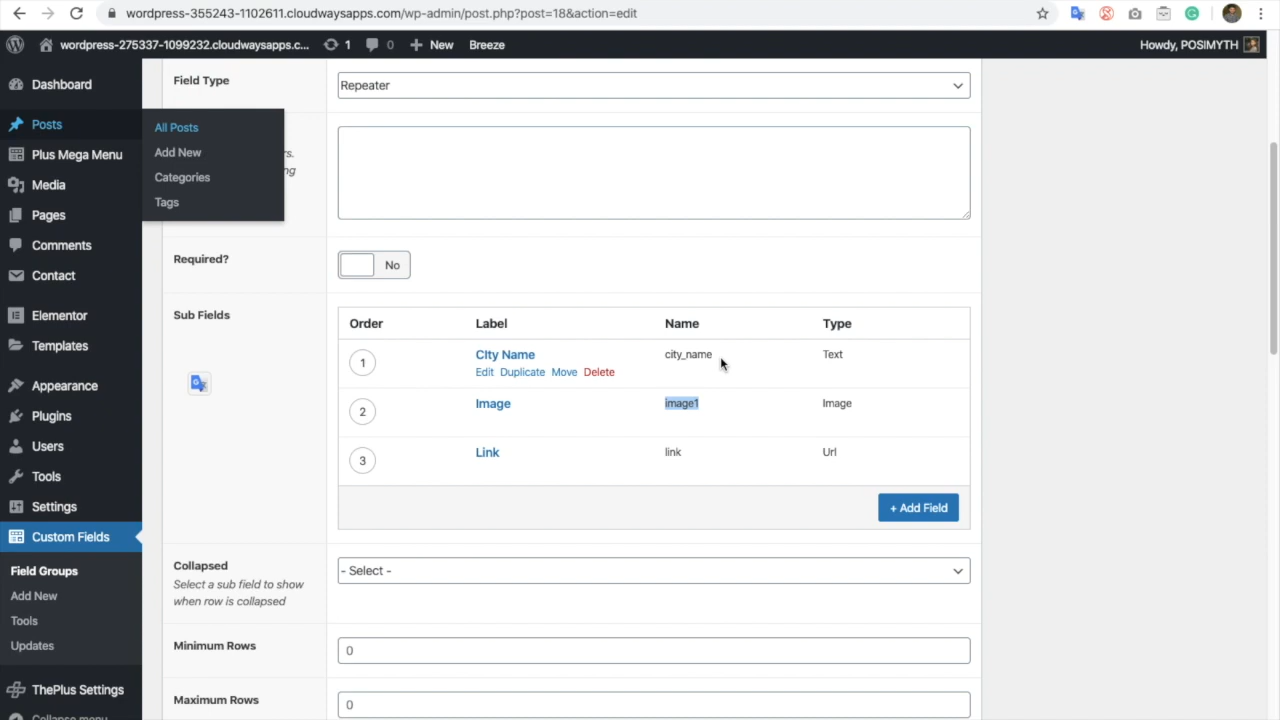 wordpress-355243-1102611.cloudwaysapps.com/wp-admin/post.php?post=18&action=edit
wordpress-275337-1099232.cloudwaysapps.c... 1 0 New Breeze Howdy, POSIMYTH
Dashboard
Posts
Plus Mega Menu
Media
Pages
Comments
Contact
Elementor
Templates
Appearance
Plugins
Users
Tools
Settings
Custom Fields
Field Groups
Add New
Tools
Updates
ThePlus Settings
Collapse menu
All Posts
Add New
Categories
Tags
Field Type Repeater
rs.
ng
Required? No
Sub Fields
Order Label Name Type
1 CIty Name city_name Text
Edit Duplicate Move Delete
2 Image image1 Image
3 Link link Url
+ Add Field
Collapsed - Select -
Select a sub field to show
when row is collapsed
Minimum Rows 0
Maximum Rows 0